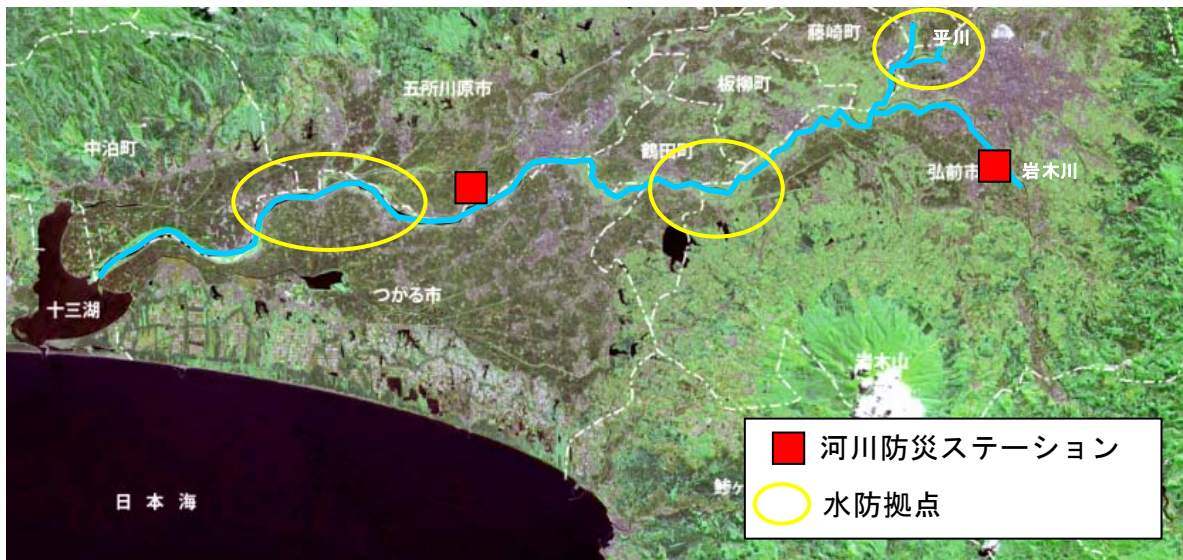 藤崎町
平川
五所川原市
板柳町
中泊町
鶴田町
弘前市
岩木川
つがる市
十三湖
岩木山
日本海
鰺ヶ
河川防災ステーション
水防拠点